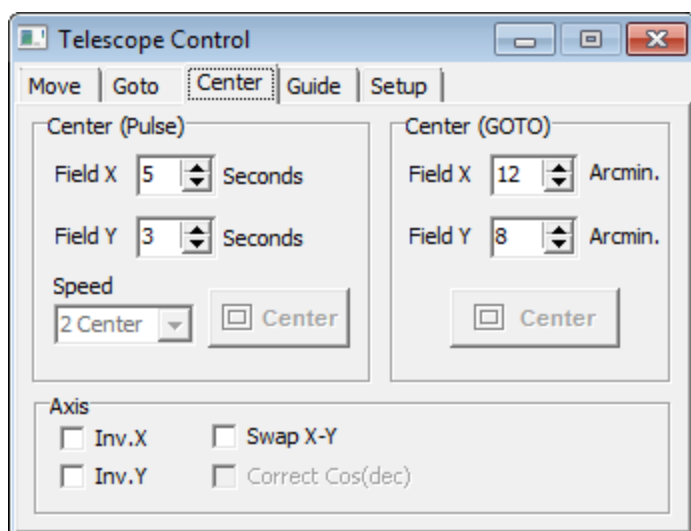 Telescope Control
Move Goto Center Guide Setup
Center (Pulse)
Field X 5 Seconds
Field Y 3 Seconds
Speed
2 Center
Center
Center (GOTO)
Field X 12 Arcmin.
Field Y 8 Arcmin.
Center
Axis
Inv.X Swap X-Y
Inv.Y Correct Cos(dec)